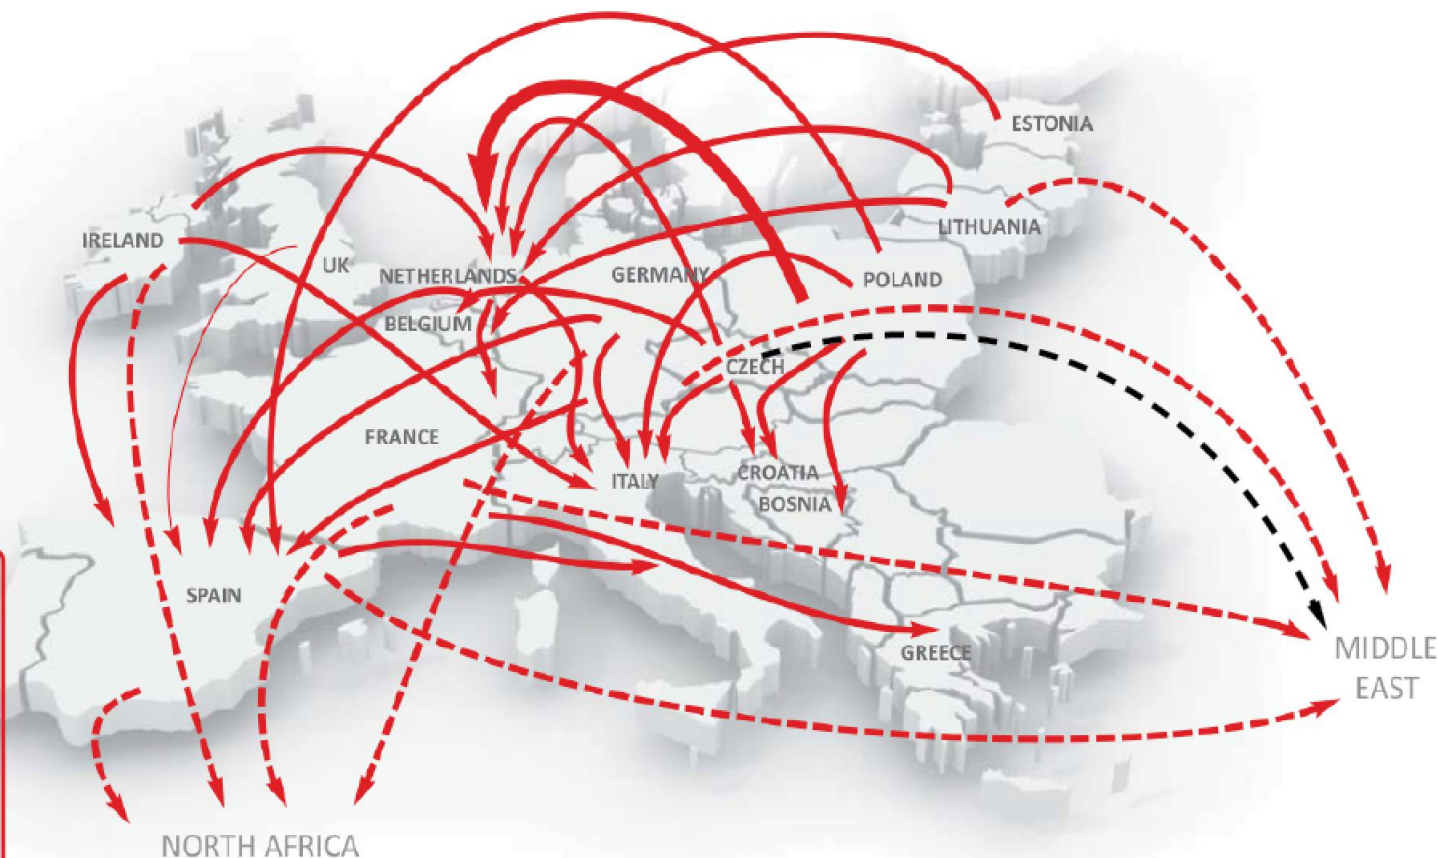 ESTONIA
LITHUANIA
IRELAND
UK
NETHERLANDS
GERMANY
POLAND
BELGIUM
CZECH
FRANCE
ITALY
CROATIA
BOSNIA
SPAIN
GREECE
MIDDLE
EAST
NORTH AFRICA